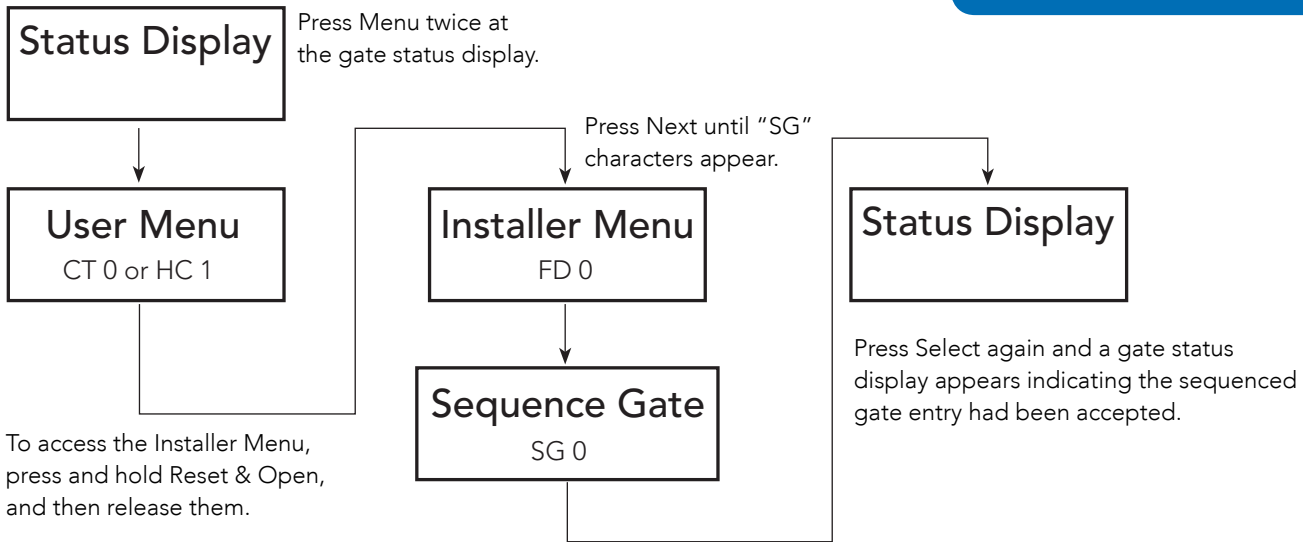 Status Display
Press Menu twice at
the gate status display.
User Menu
CT 0 or HC 1
To access the Installer Menu,
press and hold Reset & Open,
and then release them.
Press Next until “SG”
characters appear.
Installer Menu
FD 0
Sequence Gate
SG 0
Status Display
Press Select again and a gate status
display appears indicating the sequenced
gate entry had been accepted.